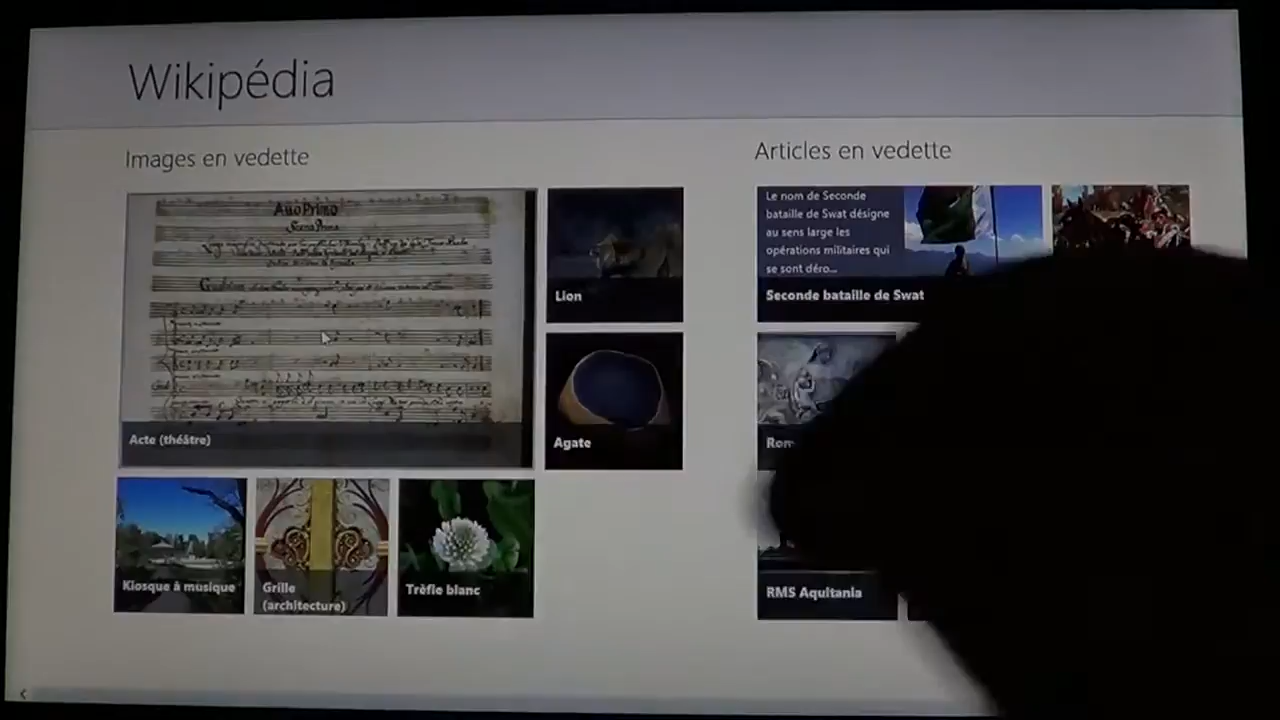 Wikipédia
Images en vedette
Articles en vedette
Scena Prima
Acte (théâtre)
Lion
Agate
Kiosque à musique
Grille
(architecture)
Trèfle blanc
Le nom de Seconde
bataille de Swat désigne
au sens large les
opérations militaires qui
se sont déro...
Seconde bataille de Swat
RMS Aquitania